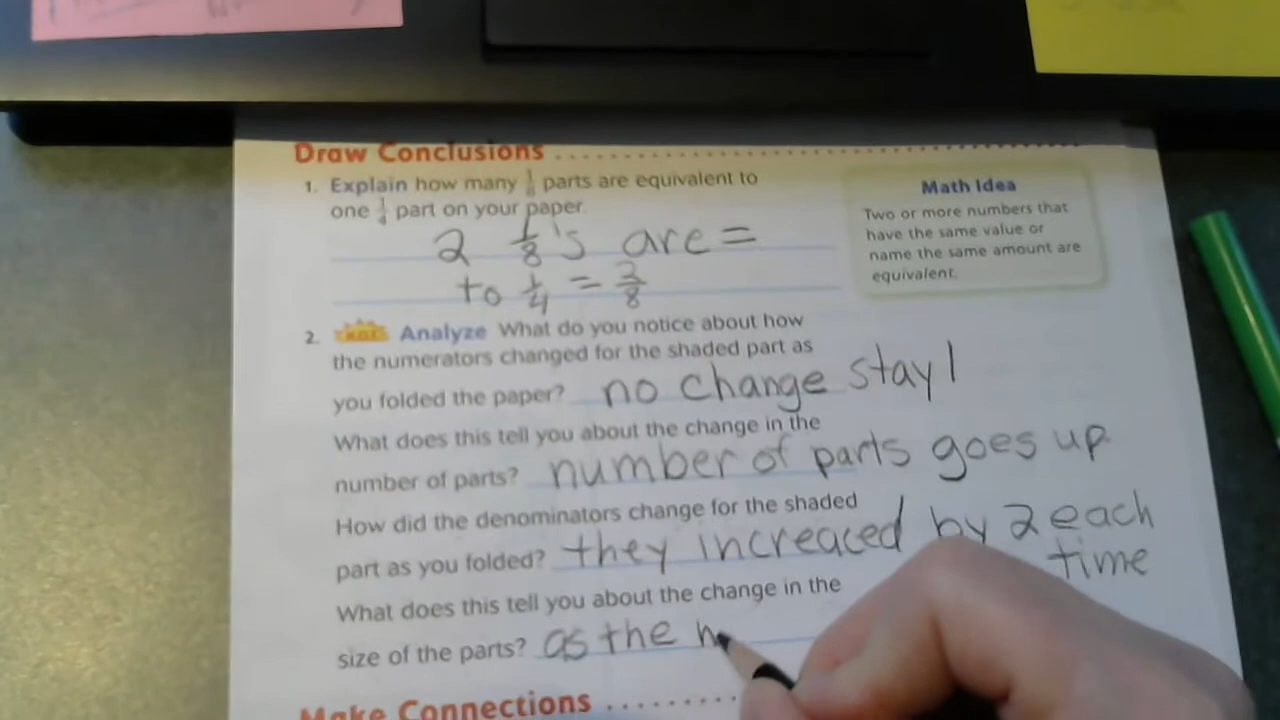 Draw Conclusions
1. Explain how many 1/8 parts are equivalent to
one 1/4 part on your paper.
2 1/8's are =
to 1/4 = 2/8
Math Idea
Two or more numbers that
have the same value or
name the same amount are
equivalent.
2. Analyze What do you notice about how
the numerators changed for the shaded part as
you folded the paper? no change stay 1
What does this tell you about the change in the
number of parts? number of parts goes up
How did the denominators change for the shaded
part as you folded? they increaced by 2 each
time
What does this tell you about the change in the
size of the parts? as the
Make Connections